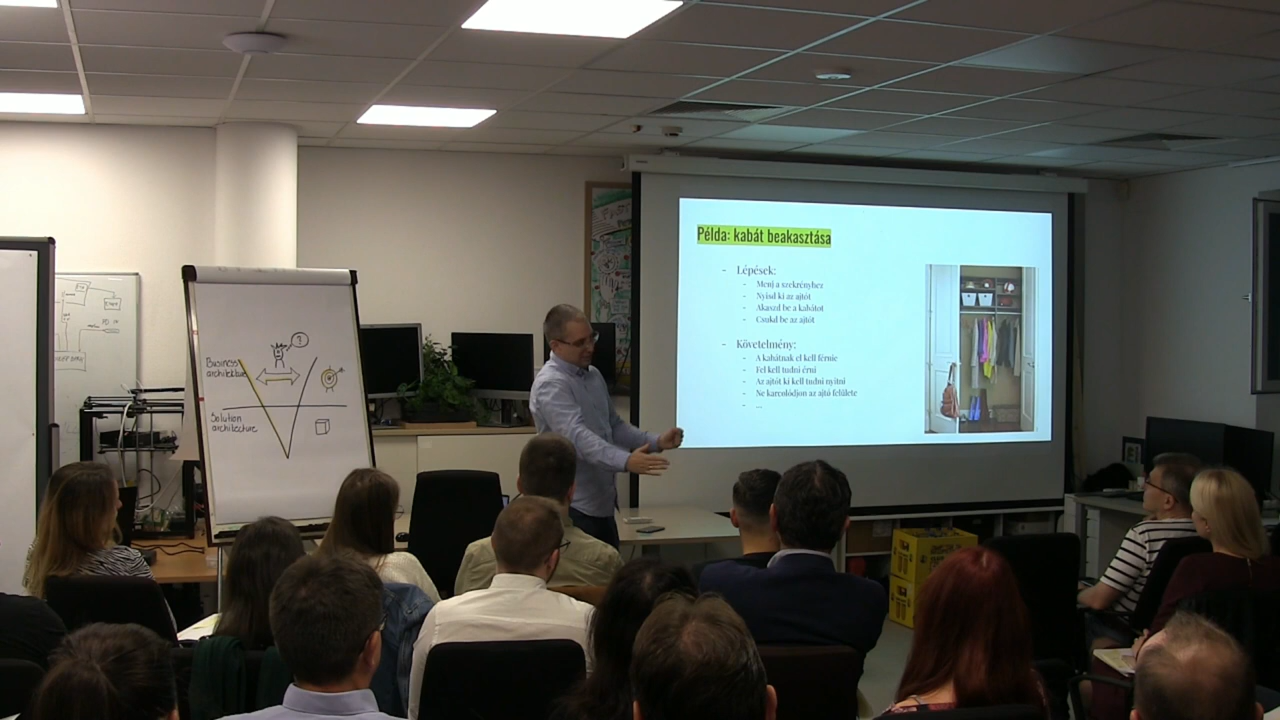 Példa: kabát beakasztása
- Lépések:
- Menj a szekrényhez
- Nyisd ki az ajtót
- Akaszd be a kabátot
- Csukd be az ajtót
- Követelmény:
- A kabátnak el kell férnie
- Fel kell tudni érni
- Az ajtót ki kell tudni nyitni
- Ne karcolódjon az ajtó felülete
- ...
?
Business
architekture
Solution
architecture